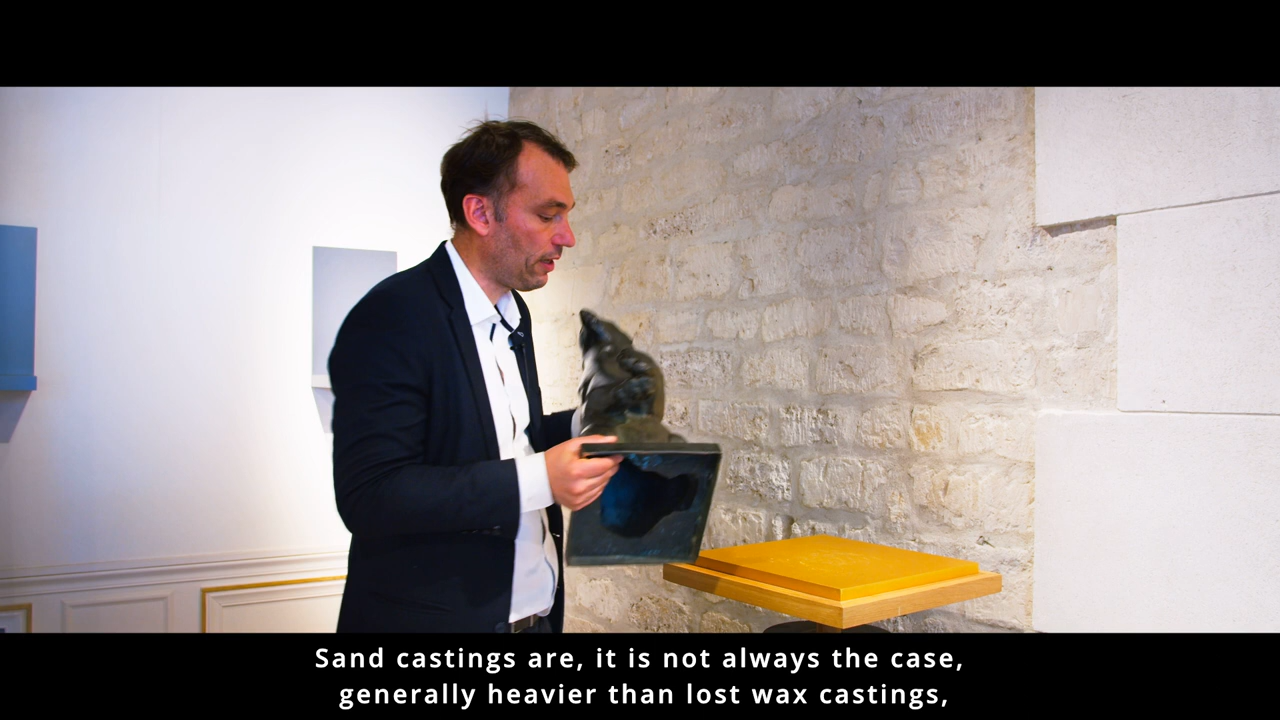 Sand castings are, it is not always the case,
generally heavier than lost wax castings,